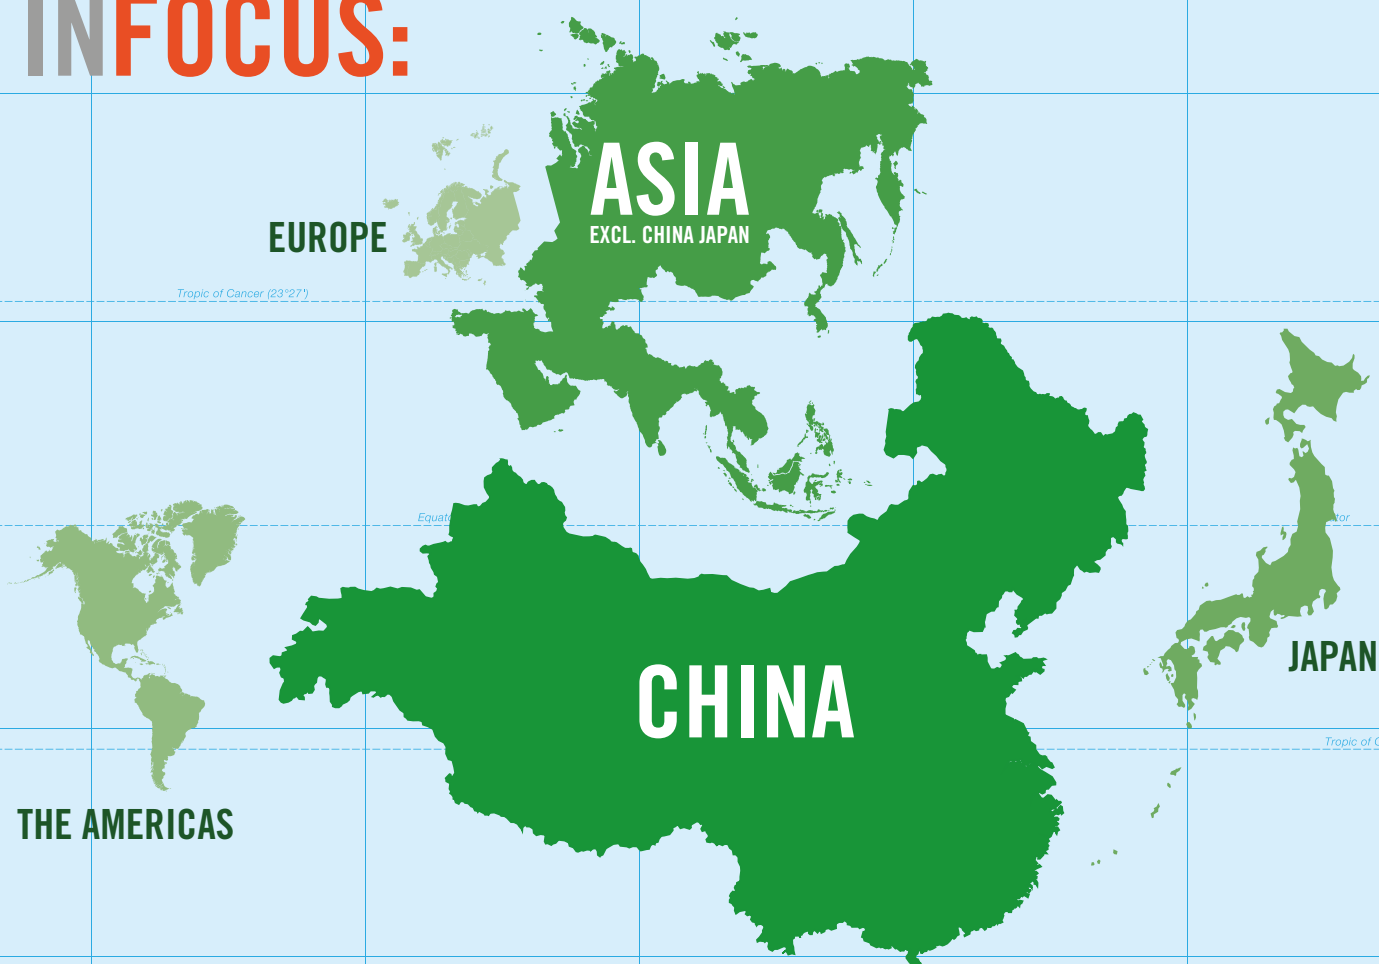 INFOCUS:
ASIA
EXCL. CHINA JAPAN
EUROPE
Tropic of Cancer (23°27')
JAPAN
CHINA
THE AMERICAS